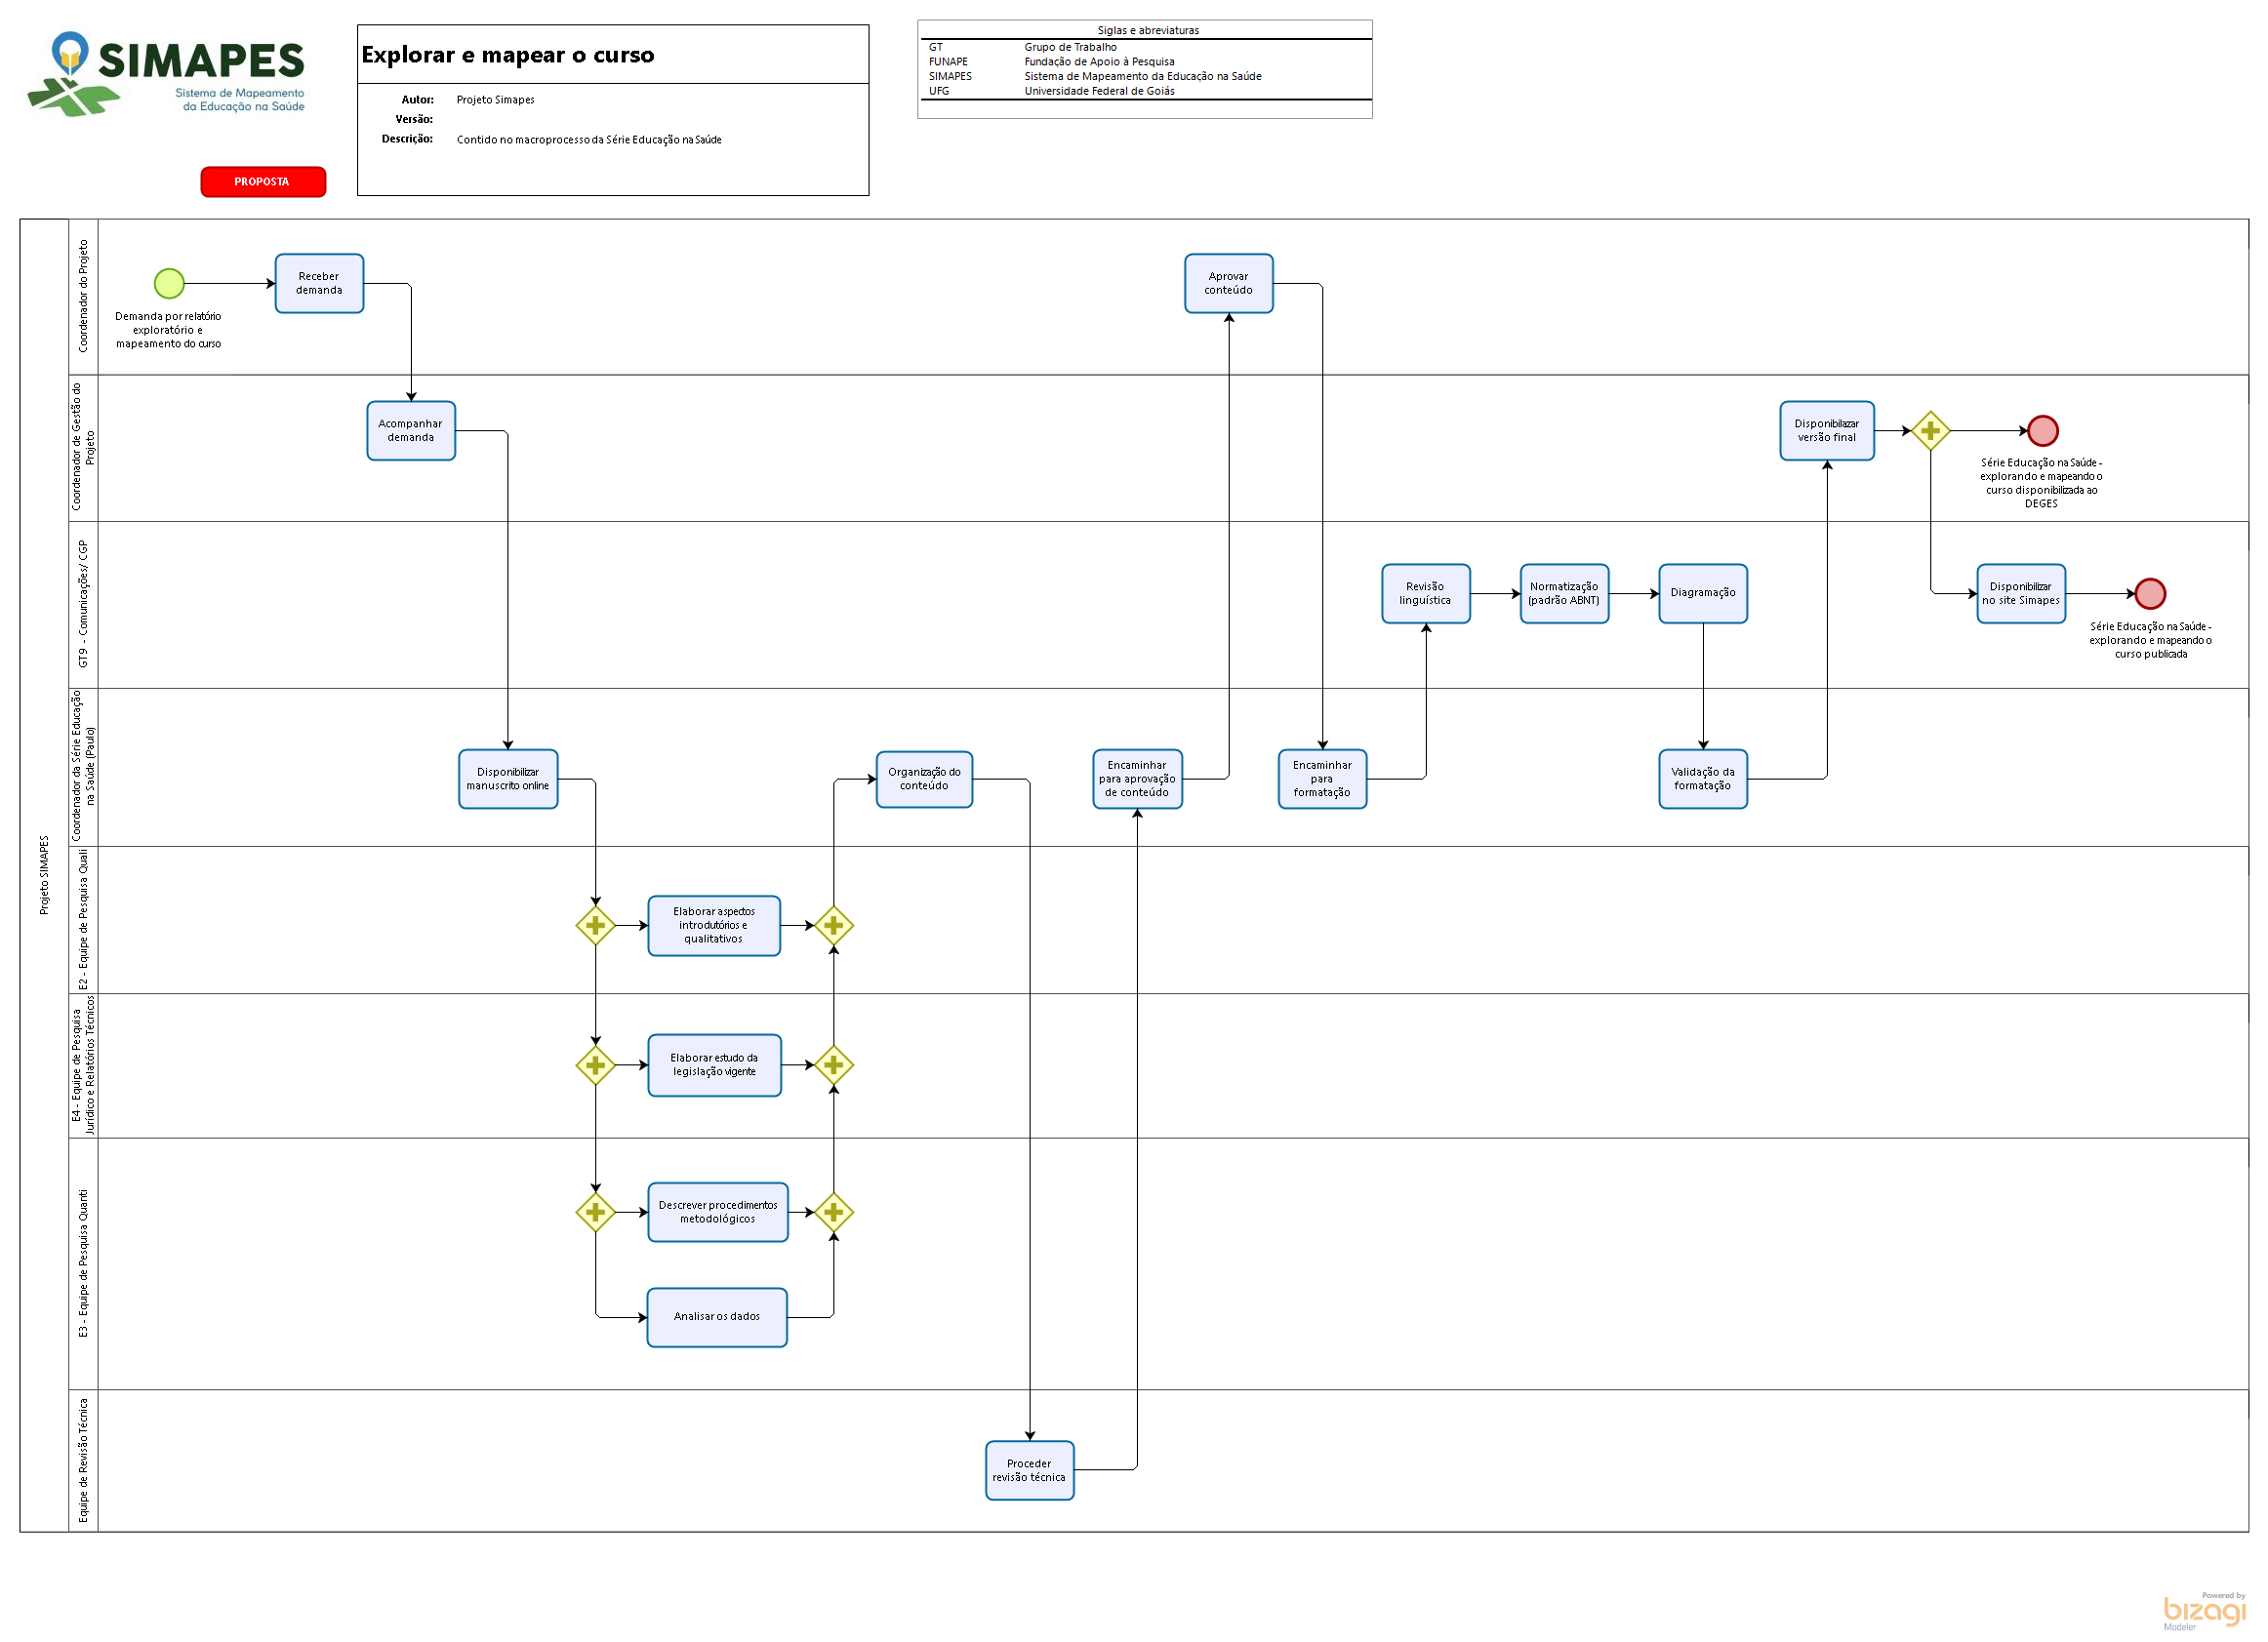 SIMAPES
Sistema de Mapeamento
da Educação na Saúde
PROPOSTA
Explorar e mapear o curso
Autor: Projeto Simapes
Versão:
Descrição: Contido no macroprocesso da Série Educação na Saúde
Siglas e abreviaturas
GT Grupo de Trabalho
FUNAPE Fundação de Apoio à Pesquisa
SIMAPES Sistema de Mapeamento da Educação na Saúde
UFG Universidade Federal de Goiás
Projeto SIMAPES
Coordenador do Projeto
Demanda por relatório
exploratório e
mapeamento do curso
Receber
demanda
Aprovar
conteúdo
Coordenador de Gestão do
Projeto
Acompanhar
demanda
Disponibilazar
versão final
Série Educação na Saúde -
explorando e mapeando o
curso disponibilizada ao
DEGES
GT9 - Comunicações/ CGP
Revisão
linguística
Normatização
(padrão ABNT)
Diagramação
Disponibilizar
no site Simapes
Série Educação na Saúde -
explorando e mapeando o
curso publicada
Coordenador da Série Educação
na Saúde (Paulo)
Disponibilizar
manuscrito online
Organização do
conteúdo
Encaminhar
para aprovação
de conteúdo
Encaminhar
para
formatação
Validação da
formatação
E2 - Equipe de Pesquisa Quali
Elaborar aspectos
introdutórios e
qualitativos
E4 - Equipe de Pesquisa
Jurídico e Relatórios Técnicos
Elaborar estudo da
legislação vigente
E3 - Equipe de Pesquisa Quanti
Descrever procedimentos
metodológicos
Analisar os dados
Equipe de Revisão Técnica
Proceder
revisão técnica
Powered by
bizagi
Modeler